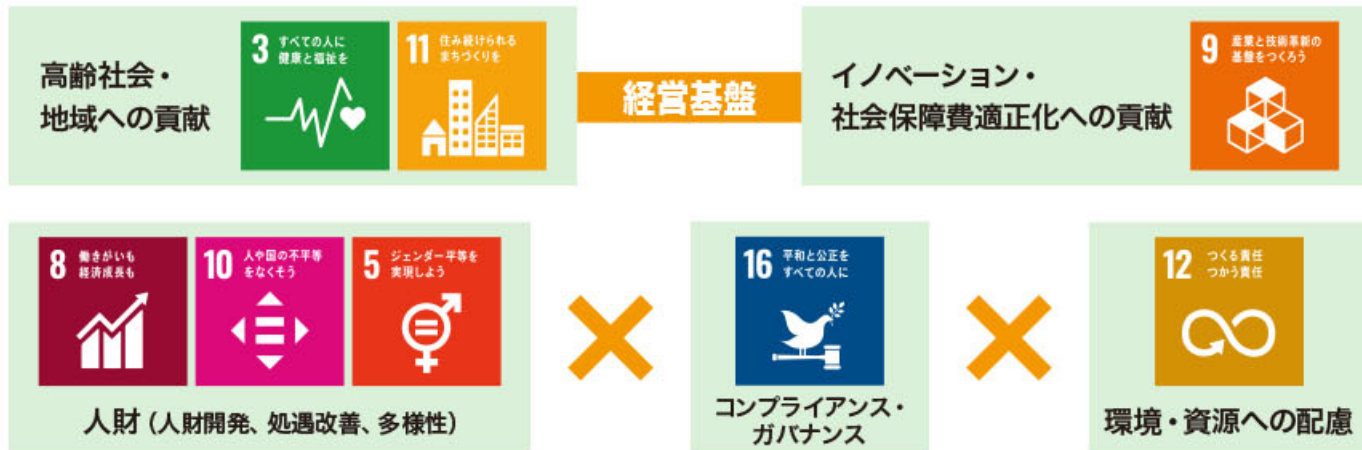 高齢社会・
地域への貢献
3 すべての人に
健康と福祉を
11 住み続けられる
まちづくりを
経営基盤
イノベーション・
社会保障費適正化への貢献
9 産業と技術革新の
基盤をつくろう
8 働きがいも
経済成長も
10 人や国の不平等
をなくそう
5 ジェンダー平等を
実現しよう
人財（人財開発、処遇改善、多様性）
16 平和と公正を
すべての人に
コンプライアンス・
ガバナンス
12 つくる責任
つかう責任
環境・資源への配慮